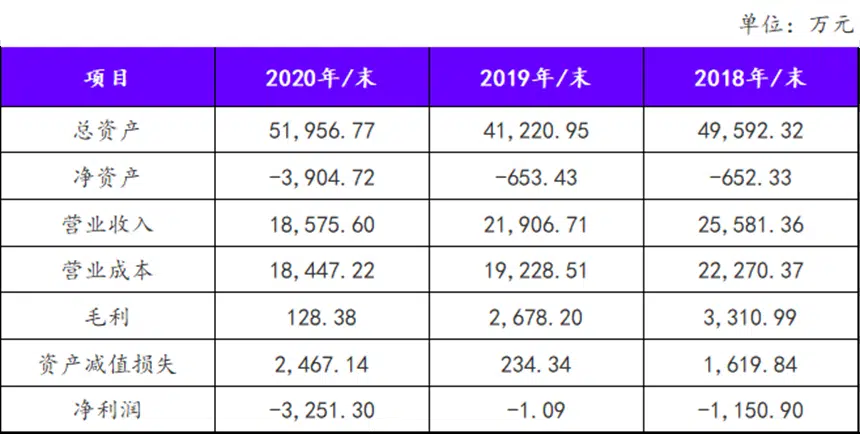 单位：万元
项目 2020年/末 2019年/末 2018年/末
总资产 51,956.77 41,220.95 49,592.32
净资产 -3,904.72 -653.43 -652.33
营业收入 18,575.60 21,906.71 25,581.36
营业成本 18,447.22 19,228.51 22,270.37
毛利 128.38 2,678.20 3,310.99
资产减值损失 2,467.14 234.34 1,619.84
净利润 -3,251.30 -1.09 -1,150.90